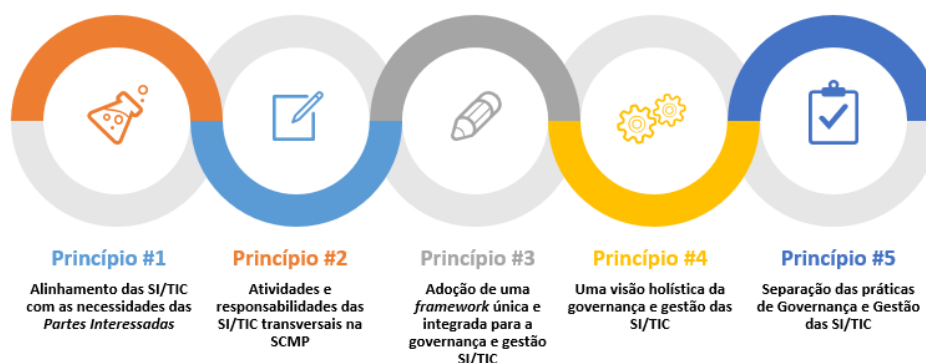 Princípio #1
Alinhamento das SI/TIC
com as necessidades das
Partes Interessadas
Princípio #2
Atividades e
responsabilidades das
SI/TIC transversais na
SCMP
Princípio #3
Adoção de uma
framework única e
integrada para a
governança e gestão
SI/TIC
Princípio #4
Uma visão holística da
governança e gestão das
SI/TIC
Princípio #5
Separação das práticas
de Governança e Gestão
das SI/TIC